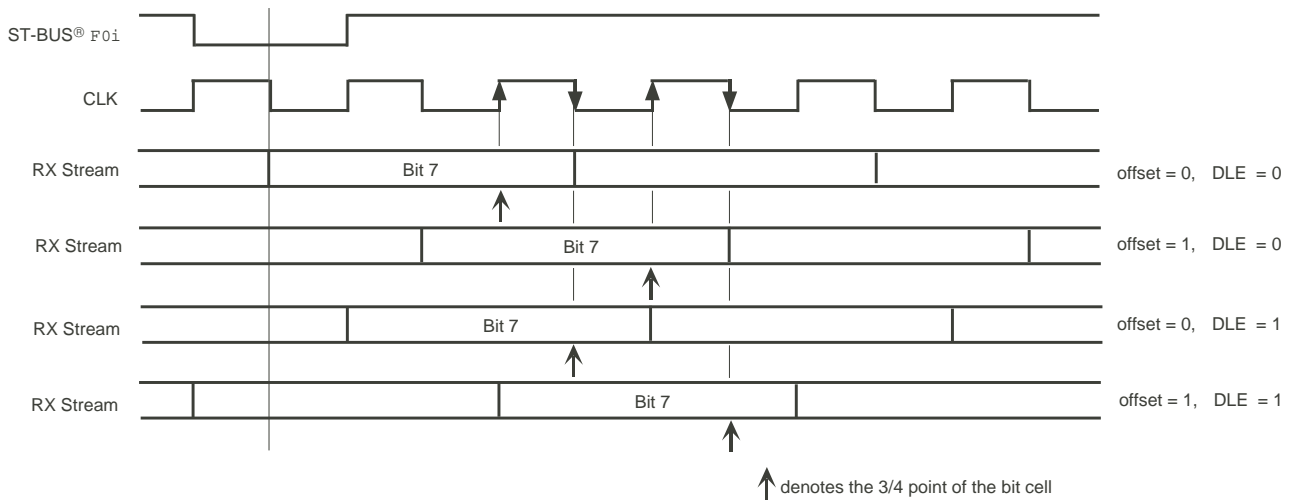 ST-BUS® F0i
CLK
RX Stream Bit 7 offset = 0, DLE = 0
RX Stream Bit 7 offset = 1, DLE = 0
RX Stream Bit 7 offset = 0, DLE = 1
RX Stream Bit 7 offset = 1, DLE = 1
denotes the 3/4 point of the bit cell